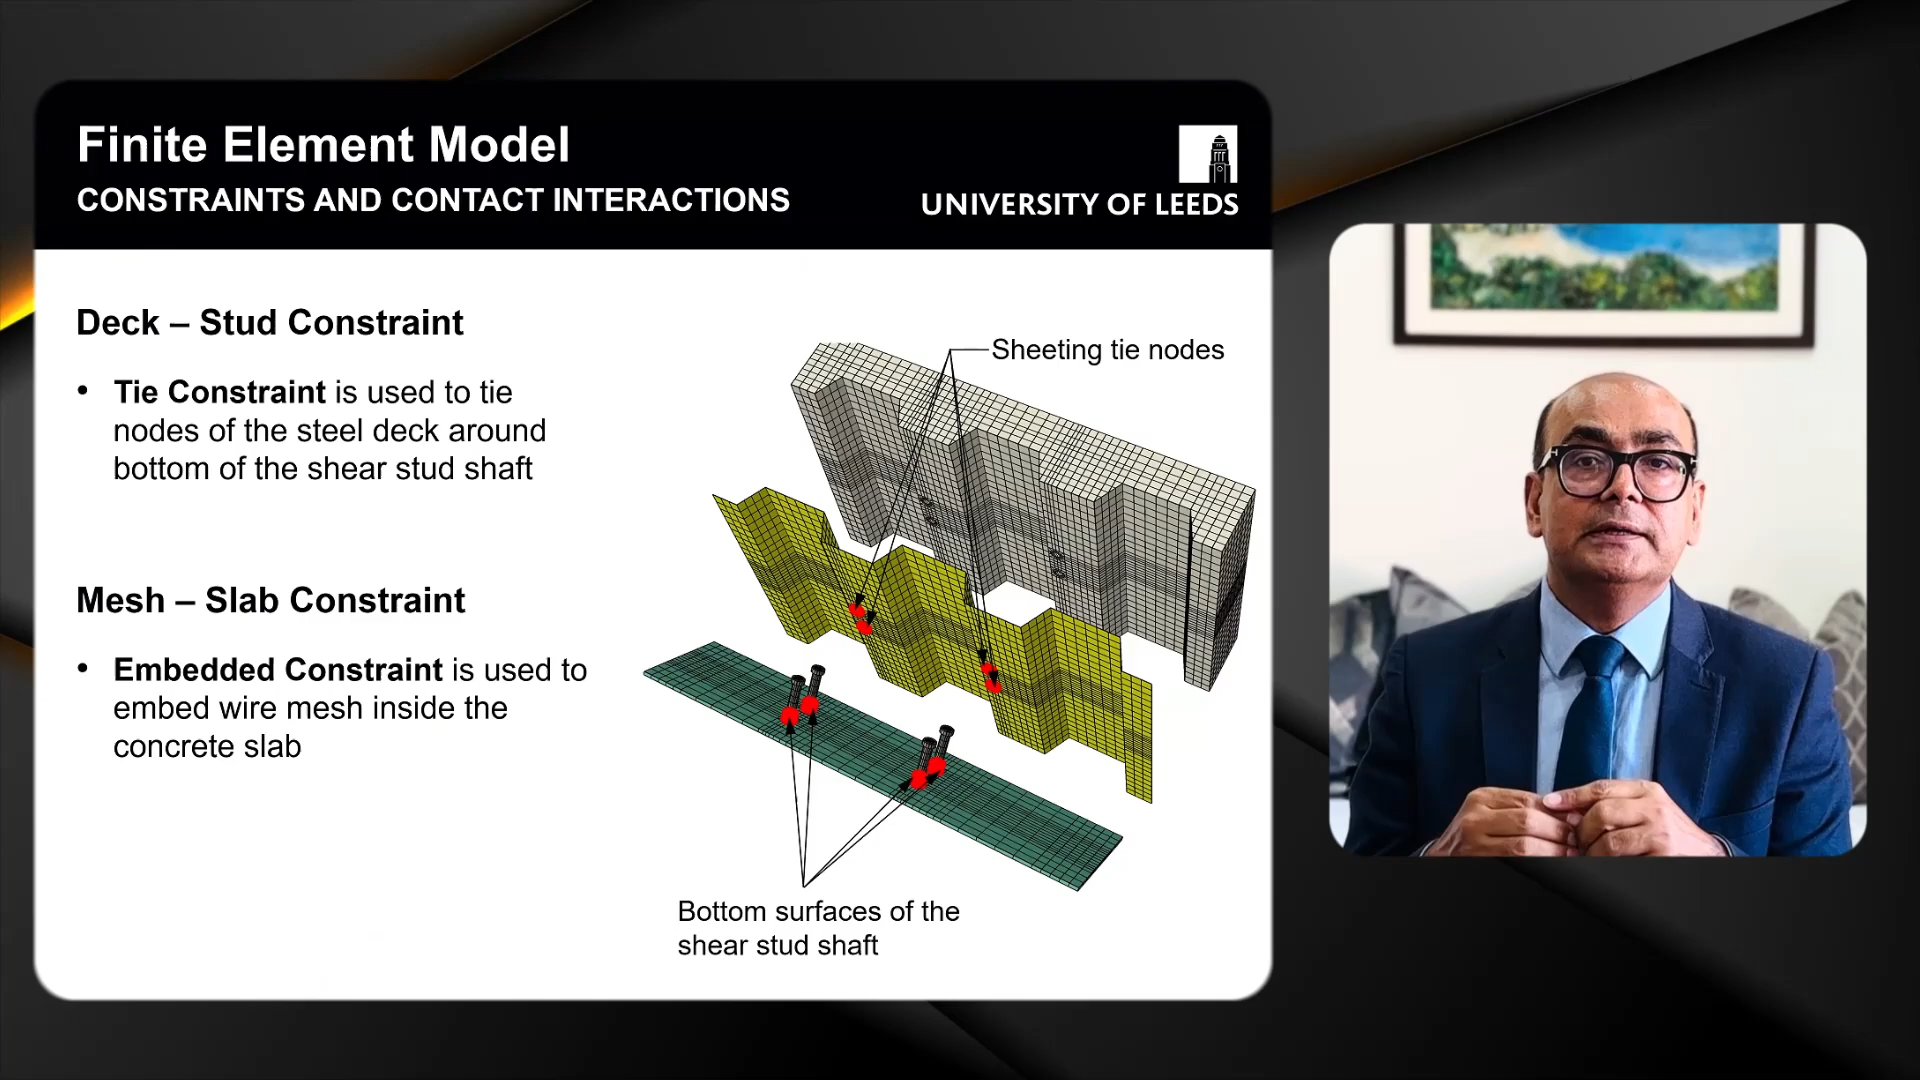 Finite Element Model
CONSTRAINTS AND CONTACT INTERACTIONS
UNIVERSITY OF LEEDS
Deck – Stud Constraint
• Tie Constraint is used to tie
nodes of the steel deck around
bottom of the shear stud shaft
Mesh – Slab Constraint
• Embedded Constraint is used to
embed wire mesh inside the
concrete slab
Sheeting tie nodes
Bottom surfaces of the
shear stud shaft